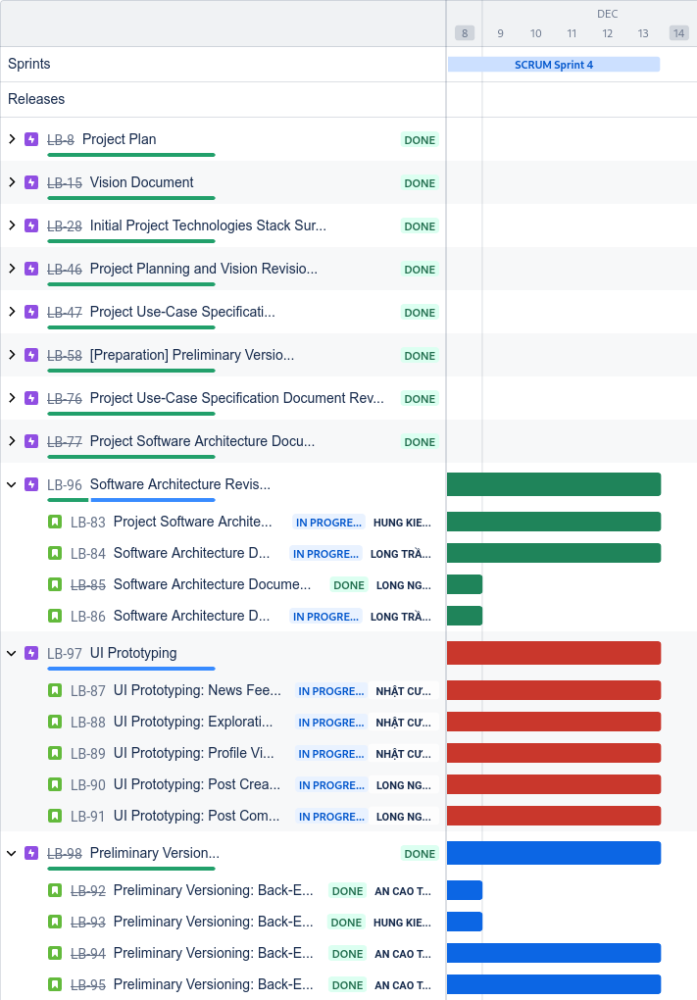 DEC
8 9 10 11 12 13 14
Sprints SCRUM Sprint 4
Releases
LB-8 Project Plan DONE
LB-15 Vision Document DONE
LB-28 Initial Project Technologies Stack Sur... DONE
LB-46 Project Planning and Vision Revisio... DONE
LB-47 Project Use-Case Specificati... DONE
LB-58 [Preparation] Preliminary Versio... DONE
LB-76 Project Use-Case Specification Document Rev... DONE
LB-77 Project Software Architecture Docu... DONE
LB-96 Software Architecture Revis...
LB-83 Project Software Archite... IN PROGRE... HUNG KIE...
LB-84 Software Architecture D... IN PROGRE... LONG TRẦ...
LB-85 Software Architecture Docume... DONE LONG NG...
LB-86 Software Architecture D... IN PROGRE... LONG TRẦ...
LB-97 UI Prototyping
LB-87 UI Prototyping: News Fee... IN PROGRE... NHẬT CƯ...
LB-88 UI Prototyping: Explorati... IN PROGRE... NHẬT CƯ...
LB-89 UI Prototyping: Profile Vi... IN PROGRE... NHẬT CƯ...
LB-90 UI Prototyping: Post Crea... IN PROGRE... LONG NG...
LB-91 UI Prototyping: Post Com... IN PROGRE... LONG NG...
LB-98 Preliminary Version... DONE
LB-92 Preliminary Versioning: Back-E... DONE AN CAO T...
LB-93 Preliminary Versioning: Back-E... DONE HUNG KIE...
LB-94 Preliminary Versioning: Back-E... DONE AN CAO T...
LB-95 Preliminary Versioning: Back-E... DONE AN CAO T...